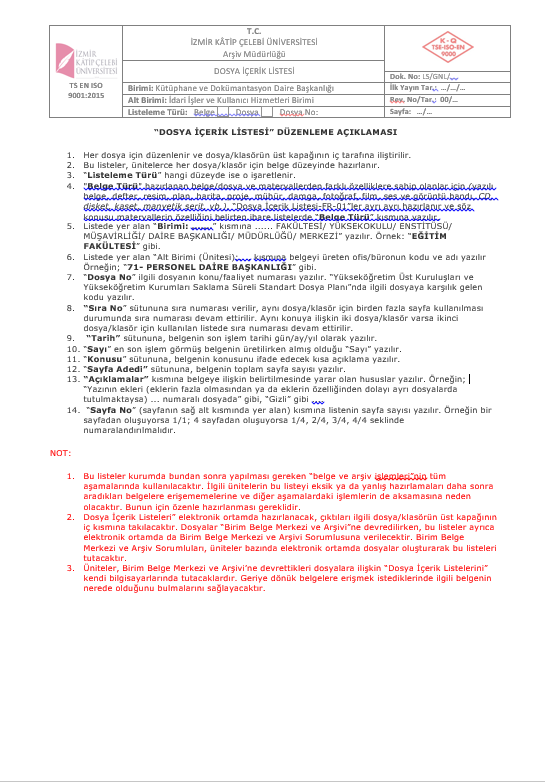 T.C.
İZMİR KÂTİP ÇELEBİ ÜNİVERSİTESİ
Arşiv Müdürlüğü
DOSYA İÇERİK LİSTESİ
İZMİR
KÂTİP ÇELEBİ
ÜNİVERSİTESİ
TS EN ISO
9001:2015
K - Q
TSE-ISO-EN
9000
Dok. No: LS/GNL/
İlk Yayın Tar.: .../...
Rev. No/Tar.: 00/...
Sayfa: .../...
Birimi: Kütüphane ve Dokümantasyon Daire Başkanlığı
Alt Birimi: İdari İşler ve Kullanıcı Hizmetleri Birimi
Listeleme Türü: Belge Dosya Dosya No:
"DOSYA İÇERİK LİSTESİ" DÜZENLEME AÇIKLAMASI
1. Her dosya için düzenlenir ve dosya/klasörün üst kapağının iç tarafına iliştirilir.
2. Bu listeler, ünitelerce her dosya/klasör için belge düzeyinde hazırlanır.
3. "Listeleme Türü" hangi düzeyde ise o işaretlenir.
4. "Belge Türü" hazırlanan belge/dosya ve materyallerden farklı özelliklere sahip olanlar için (yazılı
belge, defter, resim, plan, harita, proje, mühür, damga, fotoğraf, film, ses ve görüntü bandı, CD,
disket, kaset, manyetik şerit, vb.), "Dosya İçerik Listesi-FR-01"ler ayrı ayrı hazırlanır ve söz
konusu materyallerin özelliğini belirten ibare listelerde "Belge Türü" kısmına yazılır.
5. Listede yer alan "Birimi: ......" kısmına ...... FAKÜLTESİ/ YÜKSEKOKULU/ ENSTİTÜSÜ/
MÜŞAVİRLİĞİ/ DAİRE BAŞKANLIĞI/ MÜDÜRLÜĞÜ/ MERKEZİ" yazılır. Örnek: "EĞİTİM
FAKÜLTESİ" gibi.
6. Listede yer alan "Alt Birimi (Ünitesi):.... kısmına belgeyi üreten ofis/büronun kodu ve adı yazılır
Örneğin; "71- PERSONEL DAİRE BAŞKANLIĞI" gibi.
7. "Dosya No" ilgili dosyanın konu/faaliyet numarası yazılır. "Yükseköğretim Üst Kuruluşları ve
Yükseköğretim Kurumları Saklama Süreli Standart Dosya Planı"nda ilgili dosyaya karşılık gelen
kodu yazılır.
8. "Sıra No" sütununa sıra numarası verilir, aynı dosya/klasör için birden fazla sayfa kullanılması
durumunda sıra numarası devam ettirilir. Aynı konuya ilişkin iki dosya/klasör varsa ikinci
dosya/klasör için kullanılan listede sıra numarası devam ettirilir.
9. "Tarih" sütununa, belgenin son işlem tarihi gün/ay/yıl olarak yazılır.
10. "Sayı" en son işlem görmüş belgenin üretilirken almış olduğu "Sayı" yazılır.
11. "Konusu" sütununa, belgenin konusunu ifade edecek kısa açıklama yazılır.
12. "Sayfa Adedi" sütununa, belgenin toplam sayfa sayısı yazılır.
13. "Açıklamalar" kısmına belgeye ilişkin belirtilmesinde yarar olan hususlar yazılır. Örneğin;
"Yazının ekleri (eklerin fazla olmasından ya da eklerin özelliğinden dolayı ayrı dosyalarda
tutulmaktaysa) ... numaralı dosyada" gibi, "Gizli" gibi ....
14. "Sayfa No" (sayfanın sağ alt kısmında yer alan) kısmına listenin sayfa sayısı yazılır. Örneğin bir
sayfadan oluşuyorsa 1/1; 4 sayfadan oluşuyorsa 1/4, 2/4, 3/4, 4/4 seklinde
numaralandırılmalıdır.
NOT:
1. Bu listeler kurumda bundan sonra yapılması gereken "belge ve arşiv işlemleri"nin tüm
aşamalarında kullanılacaktır. İlgili ünitelerin bu listeyi eksik ya da yanlış hazırlamaları daha sonra
aradıkları belgelere erişememelerine ve diğer aşamalardaki işlemlerin de aksamasına neden
olacaktır. Bunun için özenle hazırlanması gereklidir.
2. Dosya İçerik Listeleri" elektronik ortamda hazırlanacak, çıktıları ilgili dosya/klasörün üst kapağının
iç kısmına takılacaktır. Dosyalar "Birim Belge Merkezi ve Arşivi"ne devredilirken, bu listeler ayrıca
elektronik ortamda da Birim Belge Merkezi ve Arşivi Sorumlusuna verilecektir. Birim Belge
Merkezi ve Arşiv Sorumluları, üniteler bazında elektronik ortamda dosyalar oluşturarak bu listeleri
tutacaktır.
3. Üniteler, Birim Belge Merkezi ve Arşivi'ne devrettikleri dosyalara ilişkin "Dosya İçerik Listelerini"
kendi bilgisayarlarında tutacaklardır. Geriye dönük belgelere erişmek istediklerinde ilgili belgenin
nerede olduğunu bulmalarını sağlayacaktır.